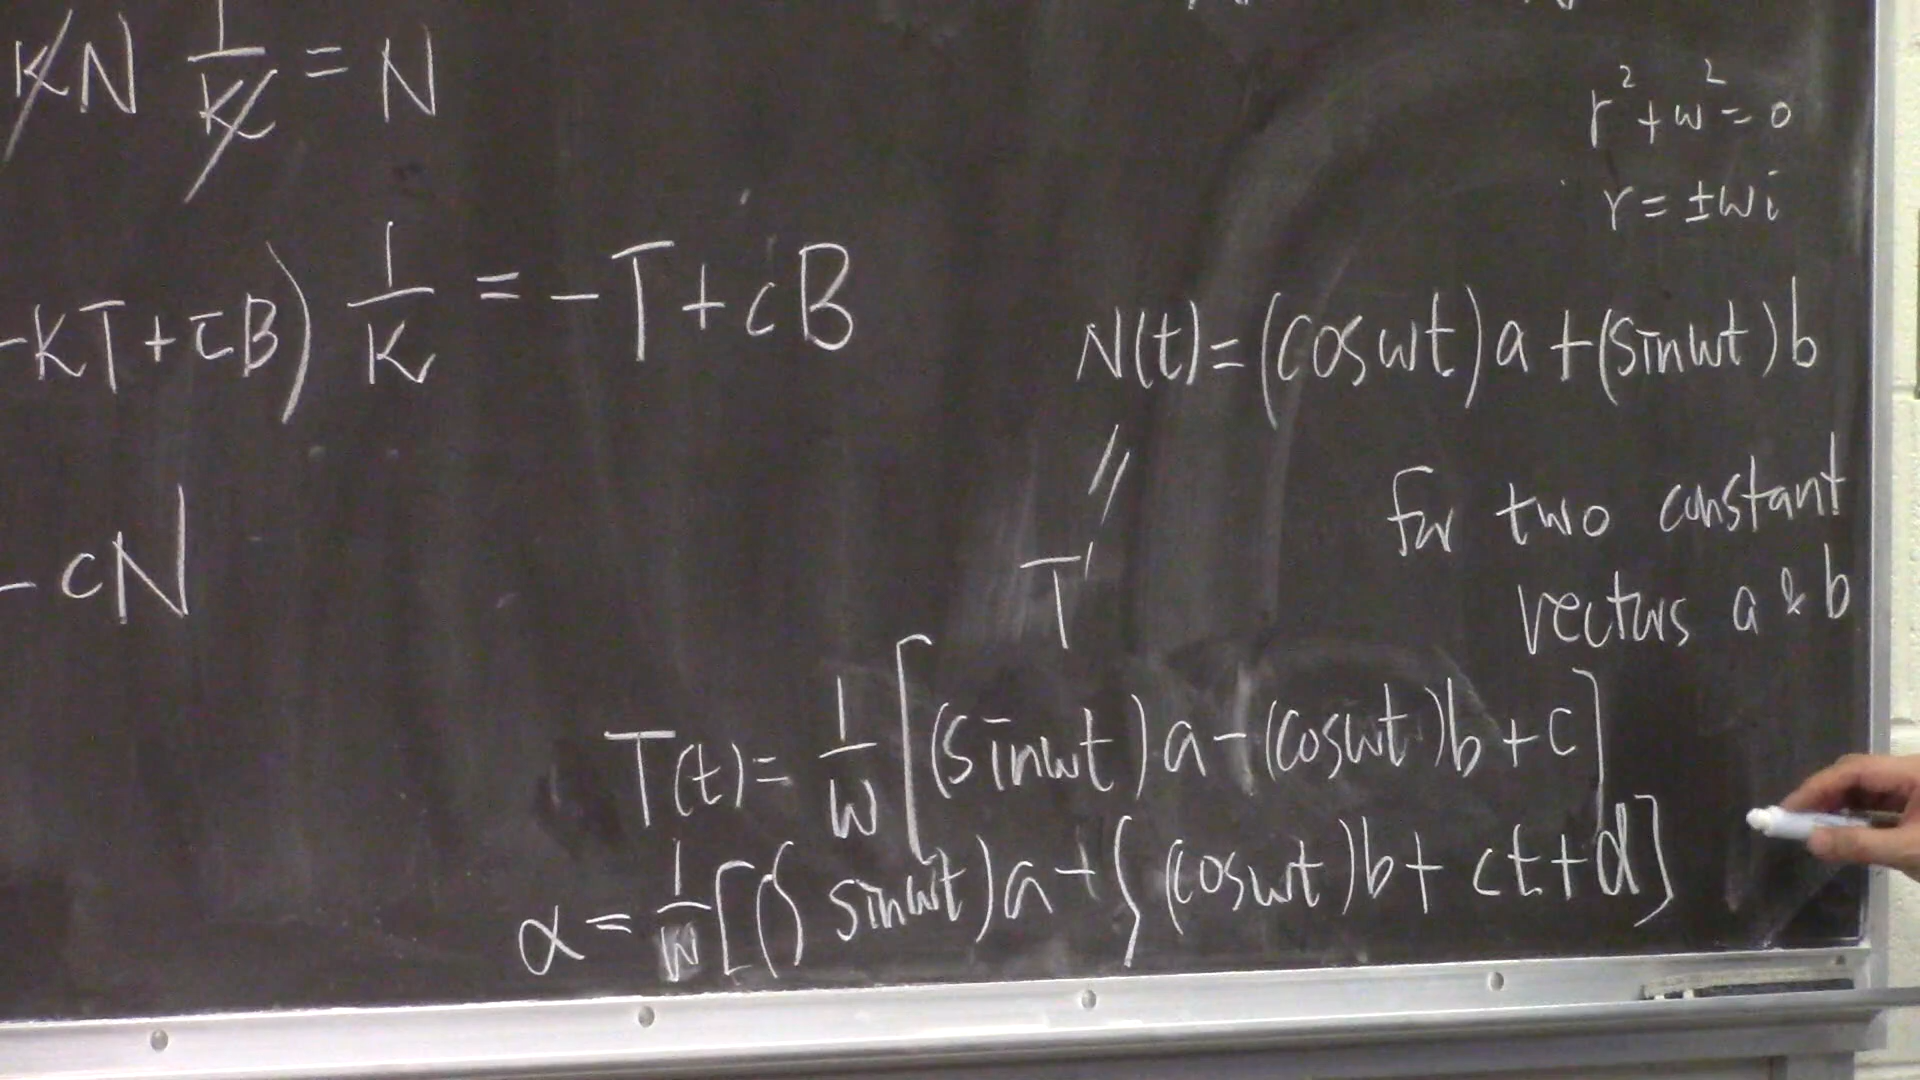 KN 1/K = N
r² + w² = 0
r = ±wi
-KT + τB) 1/K = -T + cB
N(t) = (cos wt) a + (sin wt) b
//
for two constant
- cN
T'
vectors a & b
T(t) = 1/w [(sin wt) a - (cos wt) b + c]
α = 1/w [(∫ sin wt) a + ∫ (cos wt) b + ct + d]